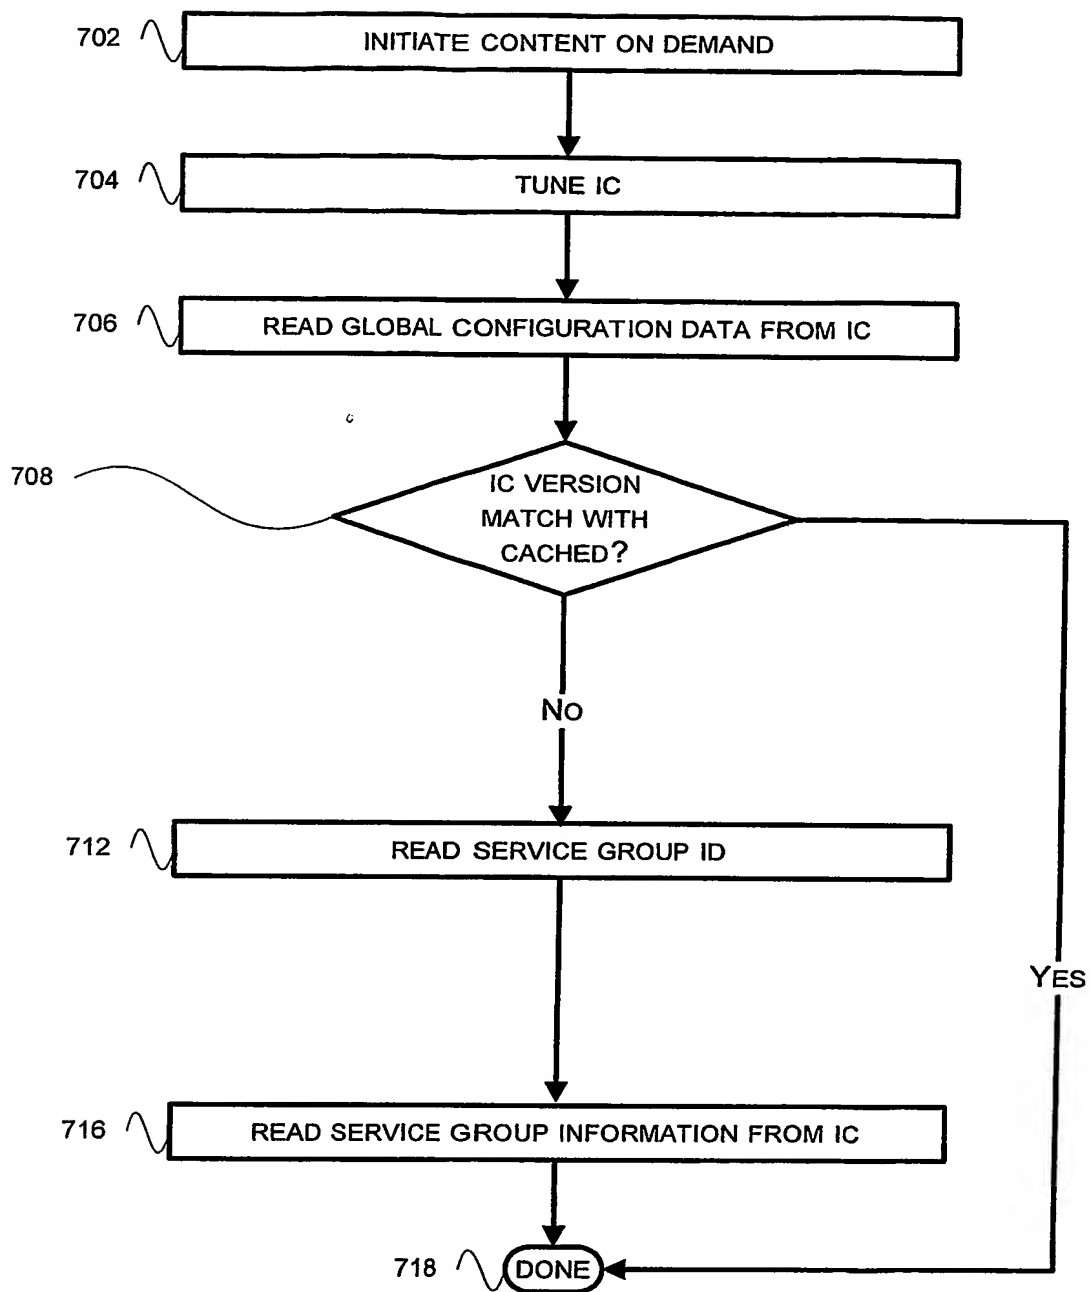 702
INITIATE CONTENT ON DEMAND
704
TUNE IC
706
READ GLOBAL CONFIGURATION DATA FROM IC
708
IC VERSION
MATCH WITH
CACHED?
NO
712
READ SERVICE GROUP ID
YES
716
READ SERVICE GROUP INFORMATION FROM IC
718
DONE